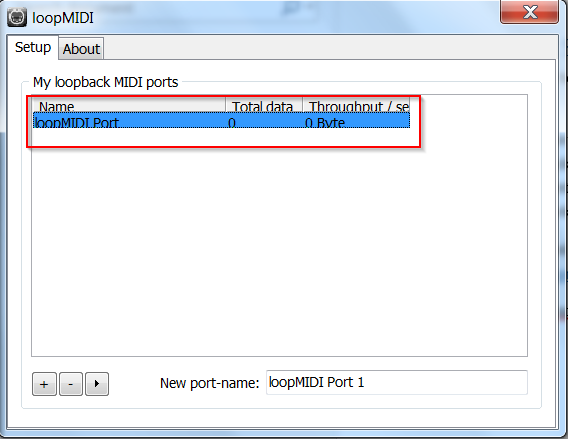 loopMIDI
Setup About
My loopback MIDI ports
Name Total data Throughput / se
loopMIDI Port 0 0 Byte
+ - New port-name: loopMIDI Port 1